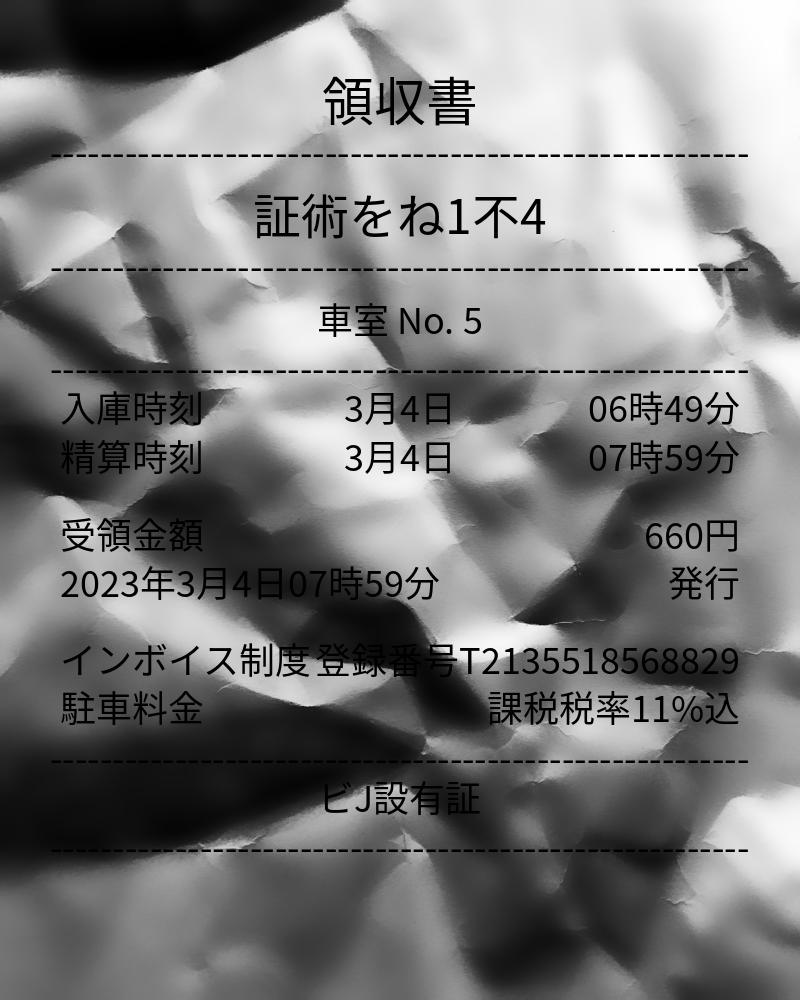 領収書
証術をね1不4
車室 No. 5
入庫時刻 3月4日 06時49分
精算時刻 3月4日 07時59分
受領金額 660円
2023年3月4日07時59分 発行
インボイス制度 登録番号T2135518568829
駐車料金 課税税率11%込
ビJ設有証